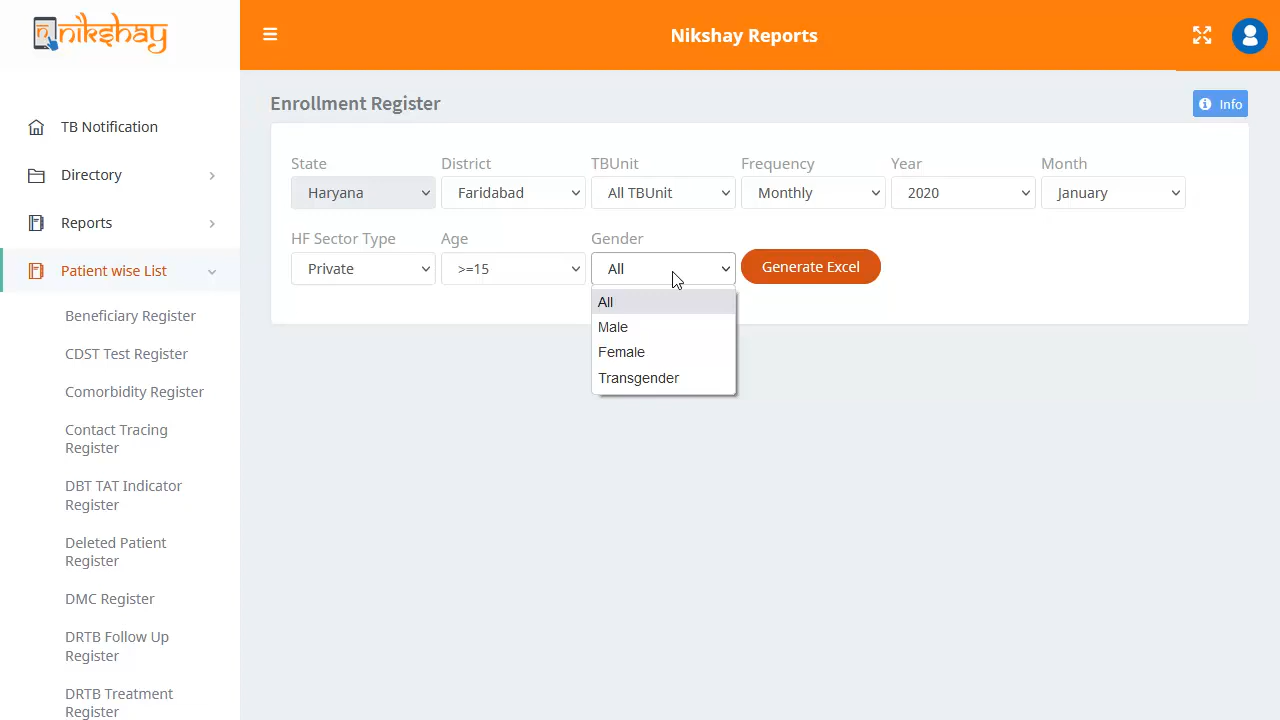 nikshay
Nikshay Reports
TB Notification
Directory
Reports
Patient wise List
Beneficiary Register
CDST Test Register
Comorbidity Register
Contact Tracing
Register
DBT TAT Indicator
Register
Deleted Patient
Register
DMC Register
DRTB Follow Up
Register
DRTB Treatment
Register
Enrollment Register
Info
State District TBUnit Frequency Year Month
Haryana Faridabad All TBUnit Monthly 2020 January
HF Sector Type Age Gender
Private >=15 All Generate Excel
All
Male
Female
Transgender